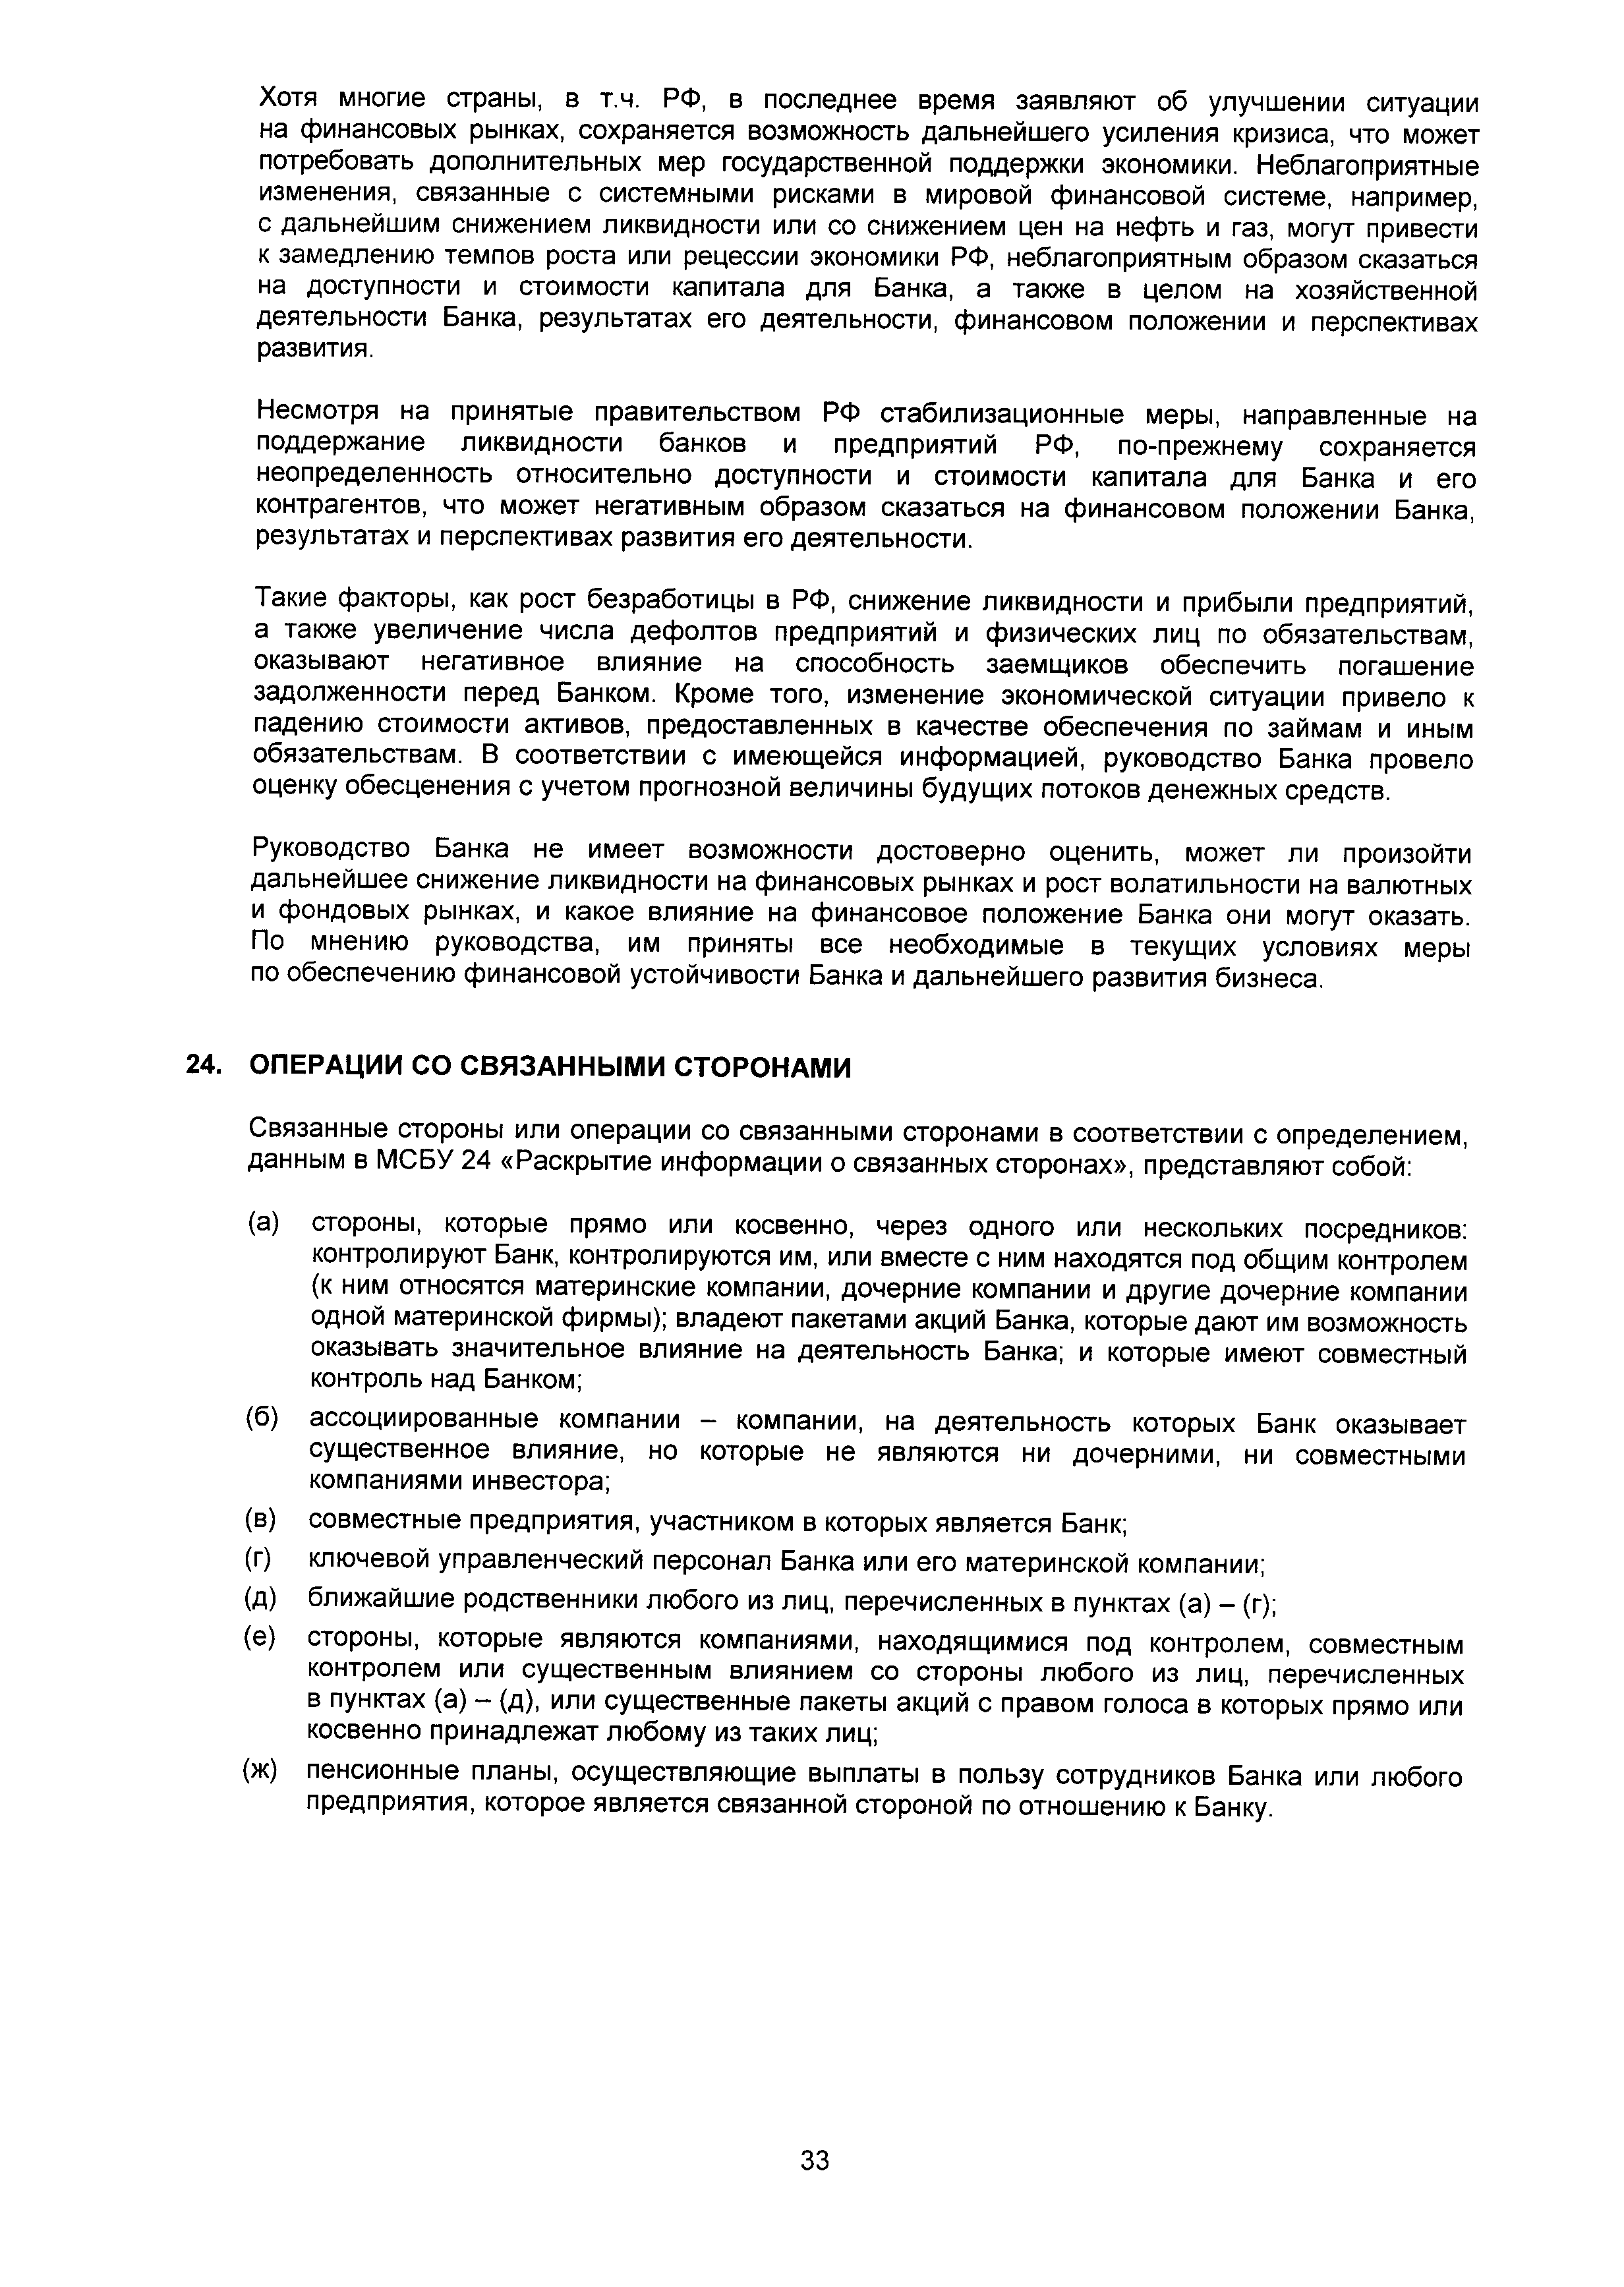 Хотя многие страны, в т.ч. РФ, в последнее время заявляют об улучшении ситуации
на финансовых рынках, сохраняется возможность дальнейшего усиления кризиса, что может
потребовать дополнительных мер государственной поддержки экономики. Неблагоприятные
изменения, связанные с системными рисками в мировой финансовой системе, например,
с дальнейшим снижением ликвидности или со снижением цен на нефть и газ, могут привести
к замедлению темпов роста или рецессии экономики РФ, неблагоприятным образом сказаться
на доступности и стоимости капитала для Банка, а также в целом на хозяйственной
деятельности Банка, результатах его деятельности, финансовом положении и перспективах
развития.
Несмотря на принятые правительством РФ стабилизационные меры, направленные на
поддержание ликвидности банков и предприятий РФ, по-прежнему сохраняется
неопределенность относительно доступности и стоимости капитала для Банка и его
контрагентов, что может негативным образом сказаться на финансовом положении Банка,
результатах и перспективах развития его деятельности.
Такие факторы, как рост безработицы в РФ, снижение ликвидности и прибыли предприятий,
а также увеличение числа дефолтов предприятий и физических лиц по обязательствам,
оказывают негативное влияние на способность заемщиков обеспечить погашение
задолженности перед Банком. Кроме того, изменение экономической ситуации привело к
падению стоимости активов, предоставленных в качестве обеспечения по займам и иным
обязательствам. В соответствии с имеющейся информацией, руководство Банка провело
оценку обесценения с учетом прогнозной величины будущих потоков денежных средств.
Руководство Банка не имеет возможности достоверно оценить, может ли произойти
дальнейшее снижение ликвидности на финансовых рынках и рост волатильности на валютных
и фондовых рынках, и какое влияние на финансовое положение Банка они могут оказать.
По мнению руководства, им приняты все необходимые в текущих условиях меры
по обеспечению финансовой устойчивости Банка и дальнейшего развития бизнеса.
24. ОПЕРАЦИИ СО СВЯЗАННЫМИ СТОРОНАМИ
Связанные стороны или операции со связанными сторонами в соответствии с определением,
данным в МСБУ 24 «Раскрытие информации о связанных сторонах», представляют собой:
(а) стороны, которые прямо или косвенно, через одного или нескольких посредников:
контролируют Банк, контролируются им, или вместе с ним находятся под общим контролем
(к ним относятся материнские компании, дочерние компании и другие дочерние компании
одной материнской фирмы); владеют пакетами акций Банка, которые дают им возможность
оказывать значительное влияние на деятельность Банка; и которые имеют совместный
контроль над Банком;
(б) ассоциированные компании – компании, на деятельность которых Банк оказывает
существенное влияние, но которые не являются ни дочерними, ни совместными
компаниями инвестора;
(в) совместные предприятия, участником в которых является Банк;
(г) ключевой управленческий персонал Банка или его материнской компании;
(д) ближайшие родственники любого из лиц, перечисленных в пунктах (а) – (г);
(е) стороны, которые являются компаниями, находящимися под контролем, совместным
контролем или существенным влиянием со стороны любого из лиц, перечисленных
в пунктах (а) – (д), или существенные пакеты акций с правом голоса в которых прямо или
косвенно принадлежат любому из таких лиц;
(ж) пенсионные планы, осуществляющие выплаты в пользу сотрудников Банка или любого
предприятия, которое является связанной стороной по отношению к Банку.
33